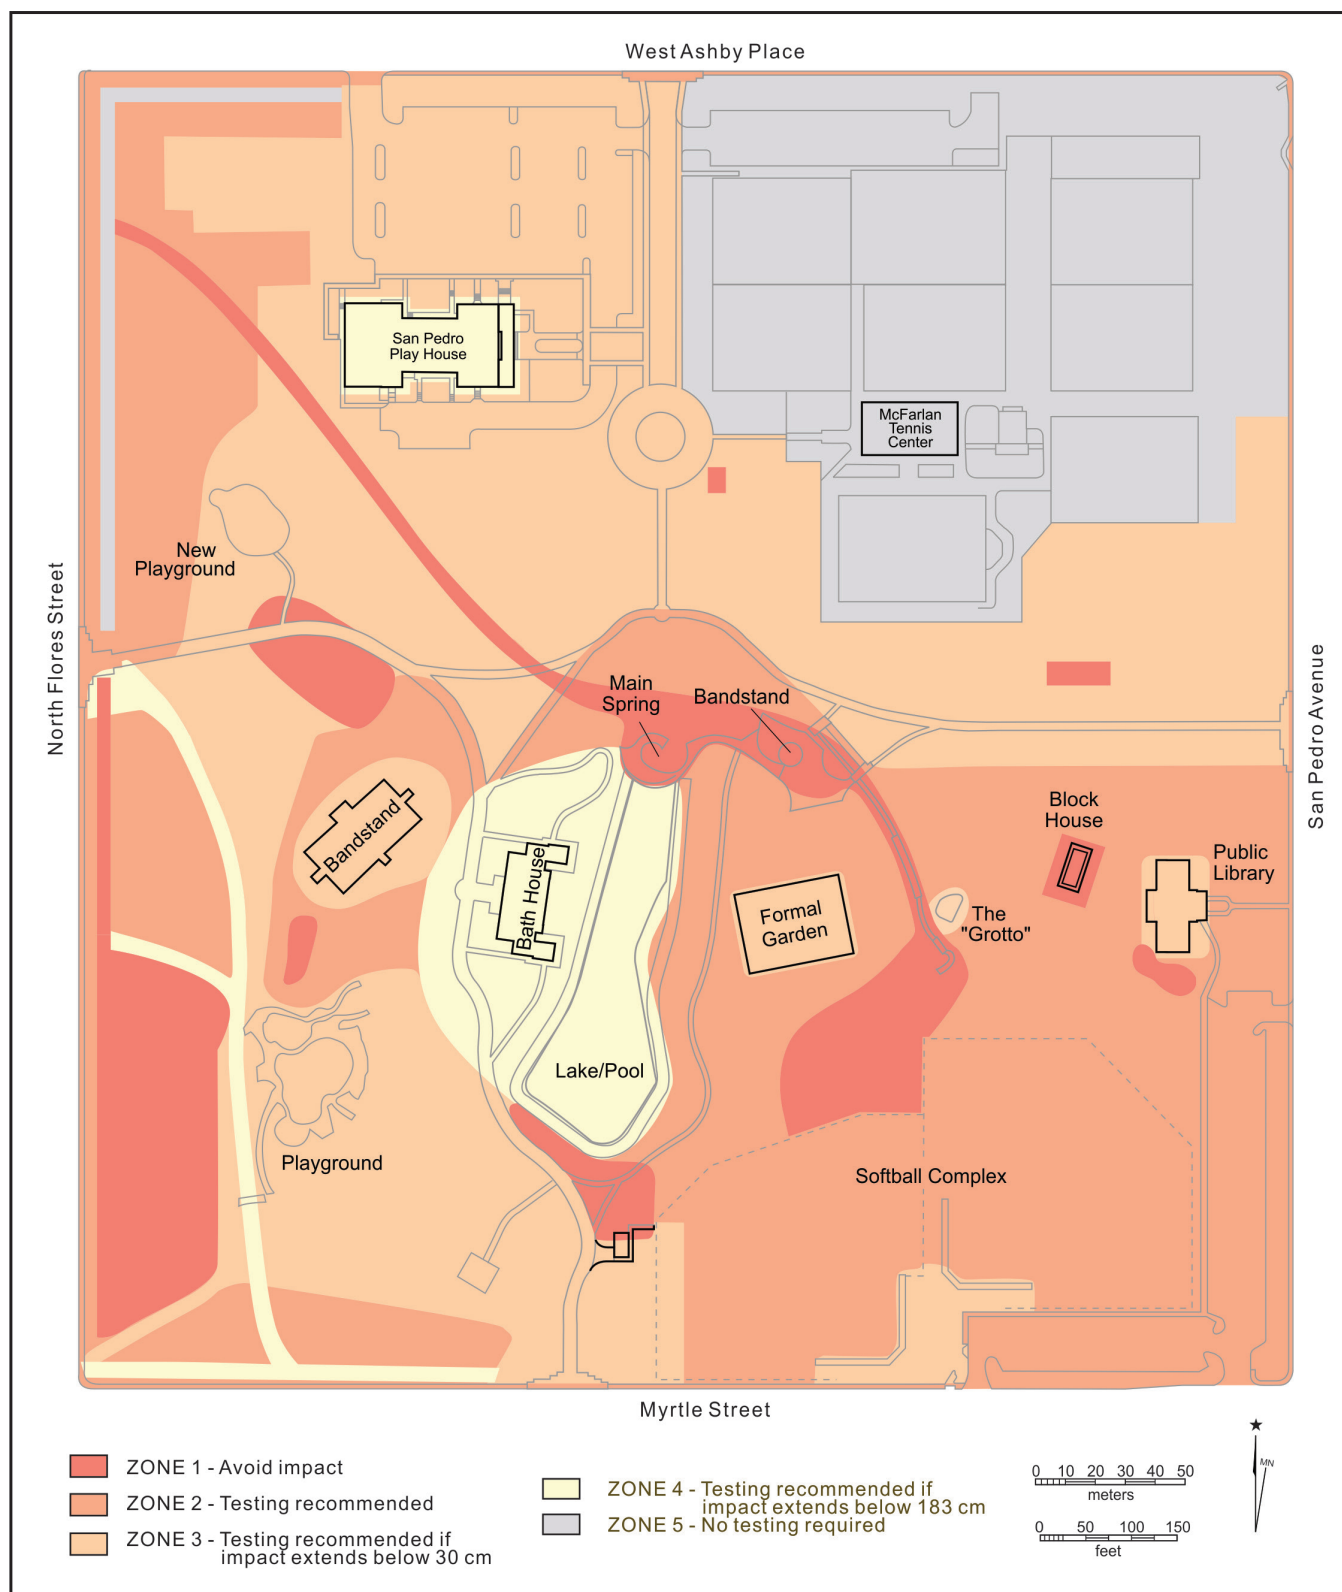 West Ashby Place
San Pedro
Play House
McFarlan
Tennis
Center
New
Playground
North Flores Street
San Pedro Avenue
Main
Spring
Bandstand
Bandstand
Bath House
Block
House
Public
Library
Formal
Garden
The
"Grotto"
Lake/Pool
Playground
Softball Complex
Myrtle Street
ZONE 1 - Avoid impact
ZONE 2 - Testing recommended
ZONE 3 - Testing recommended if
impact extends below 30 cm
ZONE 4 - Testing recommended if
impact extends below 183 cm
ZONE 5 - No testing required
0 10 20 30 40 50
meters
0 50 100 150
feet
MN